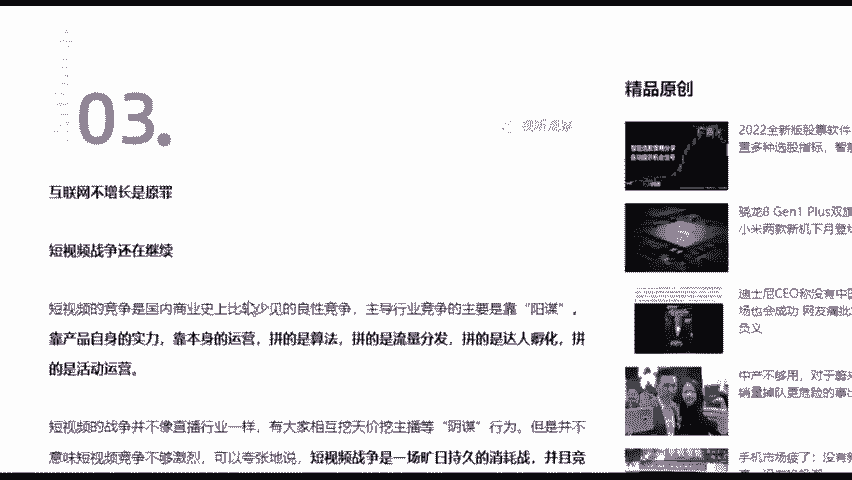 03.
互联网不增长是原罪
短视频战争还在继续
短视频的竞争是国内商业史上比较少见的良性竞争，主导行业竞争的主要是靠“阳谋”，
靠产品自身的实力，靠本身的运营，拼的是算法，拼的是流量分发，拼的是达人孵化，拼
的是活动运营。
短视频的战争并不像直播行业一样，有大家相互挖天价挖主播等“阴谋”行为。但是并不
意味短视频竞争不够激烈，可以夸张地说，短视频战争是一场旷日持久的消耗战，并且竞
精品原创
2022全新版股票软件
置多种选股指标，智
骁龙8 Gen1 Plus双旗
小米两款新机下月登
迪士尼CEO称没有中国
场也会成功 网友痛批
负义
中产不够用，对于蔚来
销量掉队更危险的事
手机市场疲了：没有